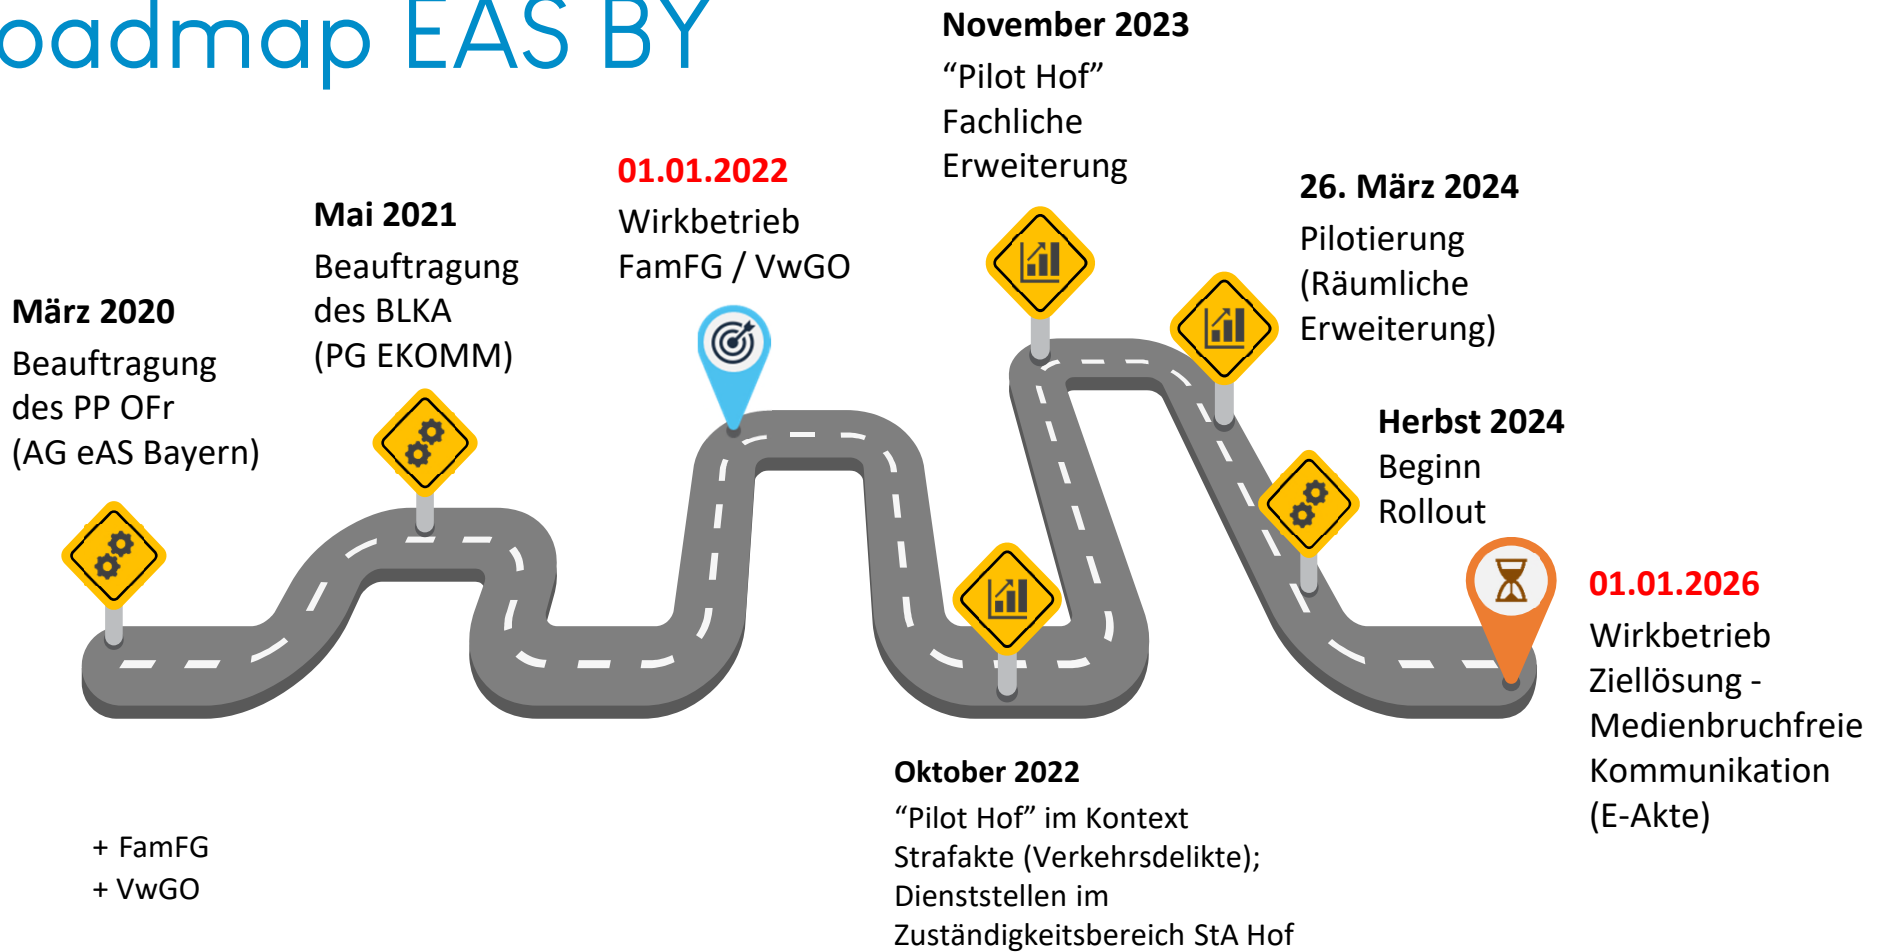 oadmap EAS BY
März 2020
Beauftragung
des PP OFr
(AG eAS Bayern)
Mai 2021
Beauftragung
des BLKA
(PG EKOMM)
01.01.2022
Wirkbetrieb
FamFG / VwGO
Oktober 2022
“Pilot Hof” im Kontext
Strafakte (Verkehrsdelikte);
Dienststellen im
Zuständigkeitsbereich StA Hof
November 2023
“Pilot Hof”
Fachliche
Erweiterung
26. März 2024
Pilotierung
(Räumliche
Erweiterung)
Herbst 2024
Beginn
Rollout
01.01.2026
Wirkbetrieb
Ziellösung -
Medienbruchfreie
Kommunikation
(E-Akte)
+ FamFG
+ VwGO